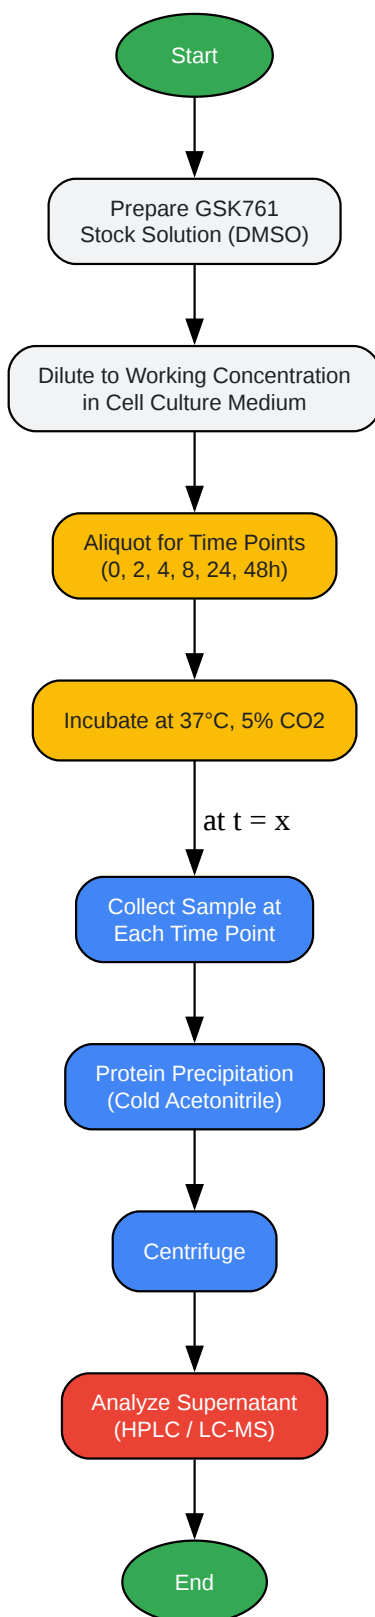 Start
Prepare GSK761
Stock Solution (DMSO)
Dilute to Working Concentration
in Cell Culture Medium
Aliquot for Time Points
(0, 2, 4, 8, 24, 48h)
Incubate at 37°C, 5% CO2
at t = x
Collect Sample at
Each Time Point
Protein Precipitation
(Cold Acetonitrile)
Centrifuge
Analyze Supernatant
(HPLC / LC-MS)
End